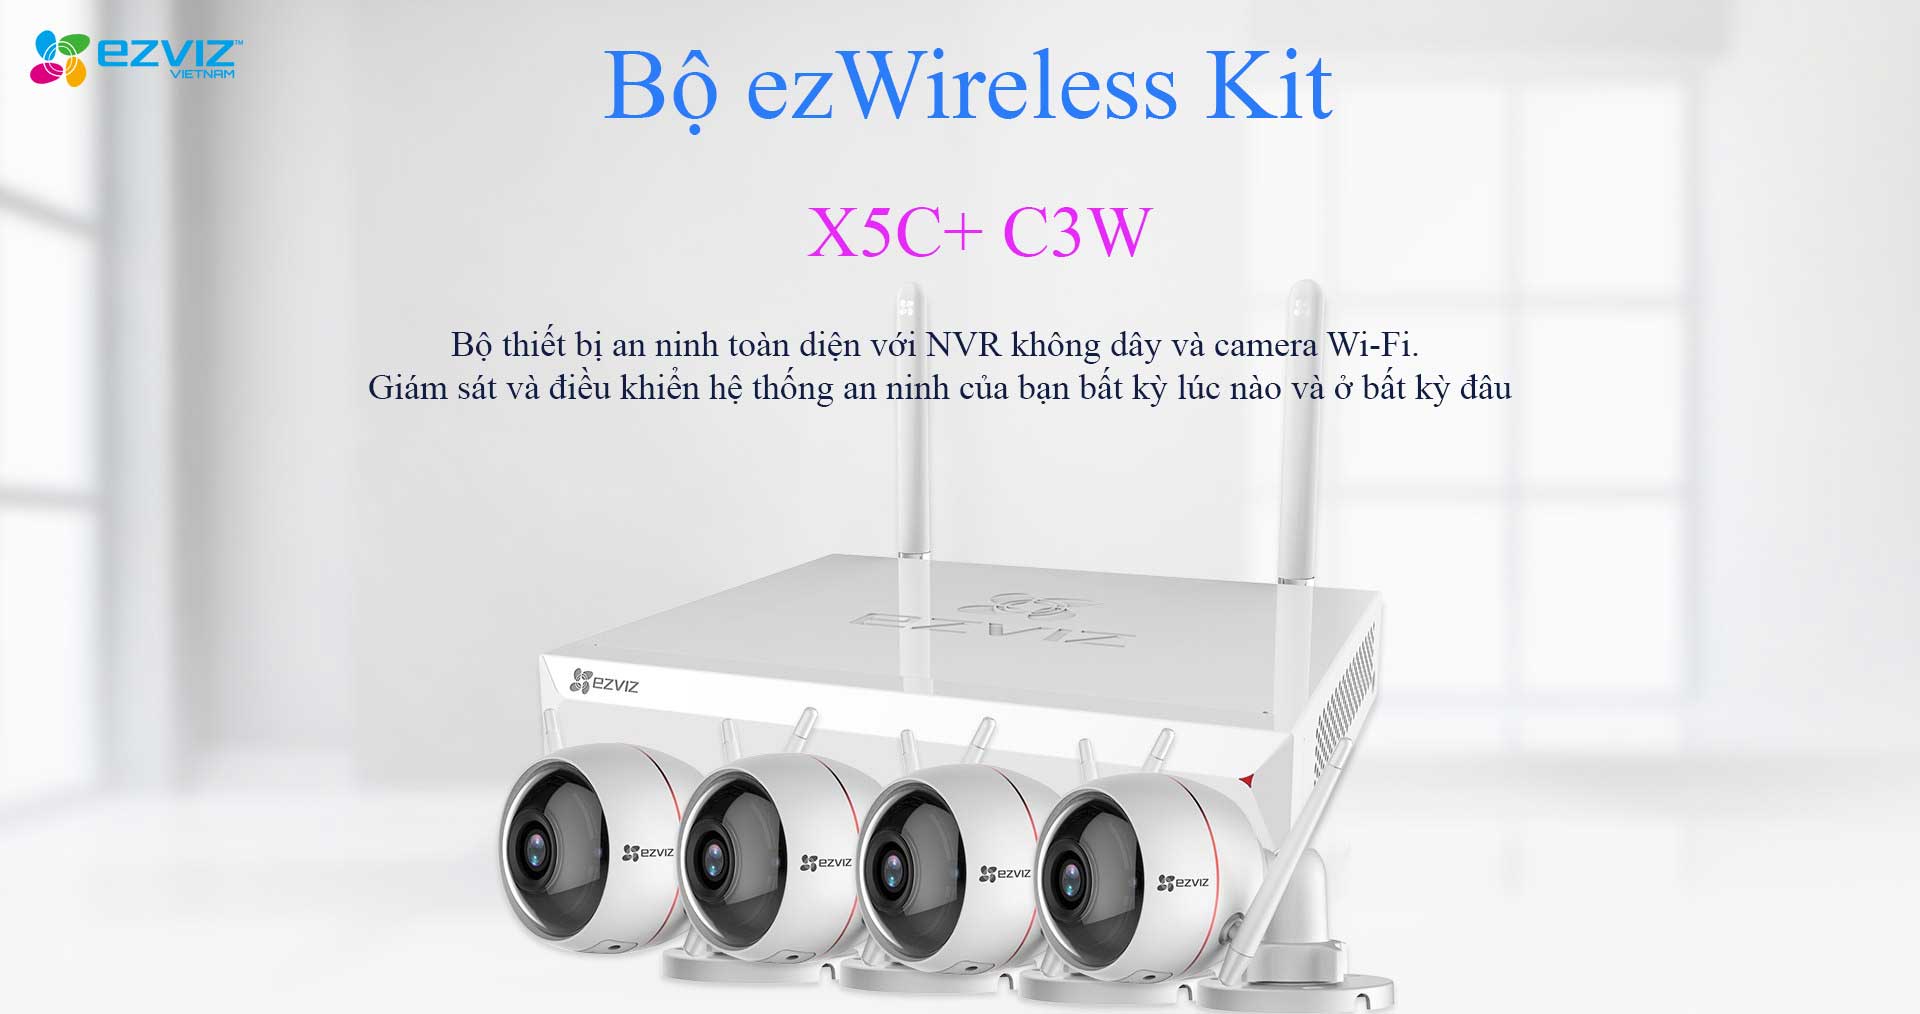 ezviz™
VIETNAM
Bộ ezWireless Kit
X5C+ C3W
Bộ thiết bị an ninh toàn diện với NVR không dây và camera Wi-Fi.
Giám sát và điều khiển hệ thống an ninh của bạn bất kỳ lúc nào và ở bất kỳ đâu
ezviz
ezviz
ezviz
ezviz
ezviz
ezviz